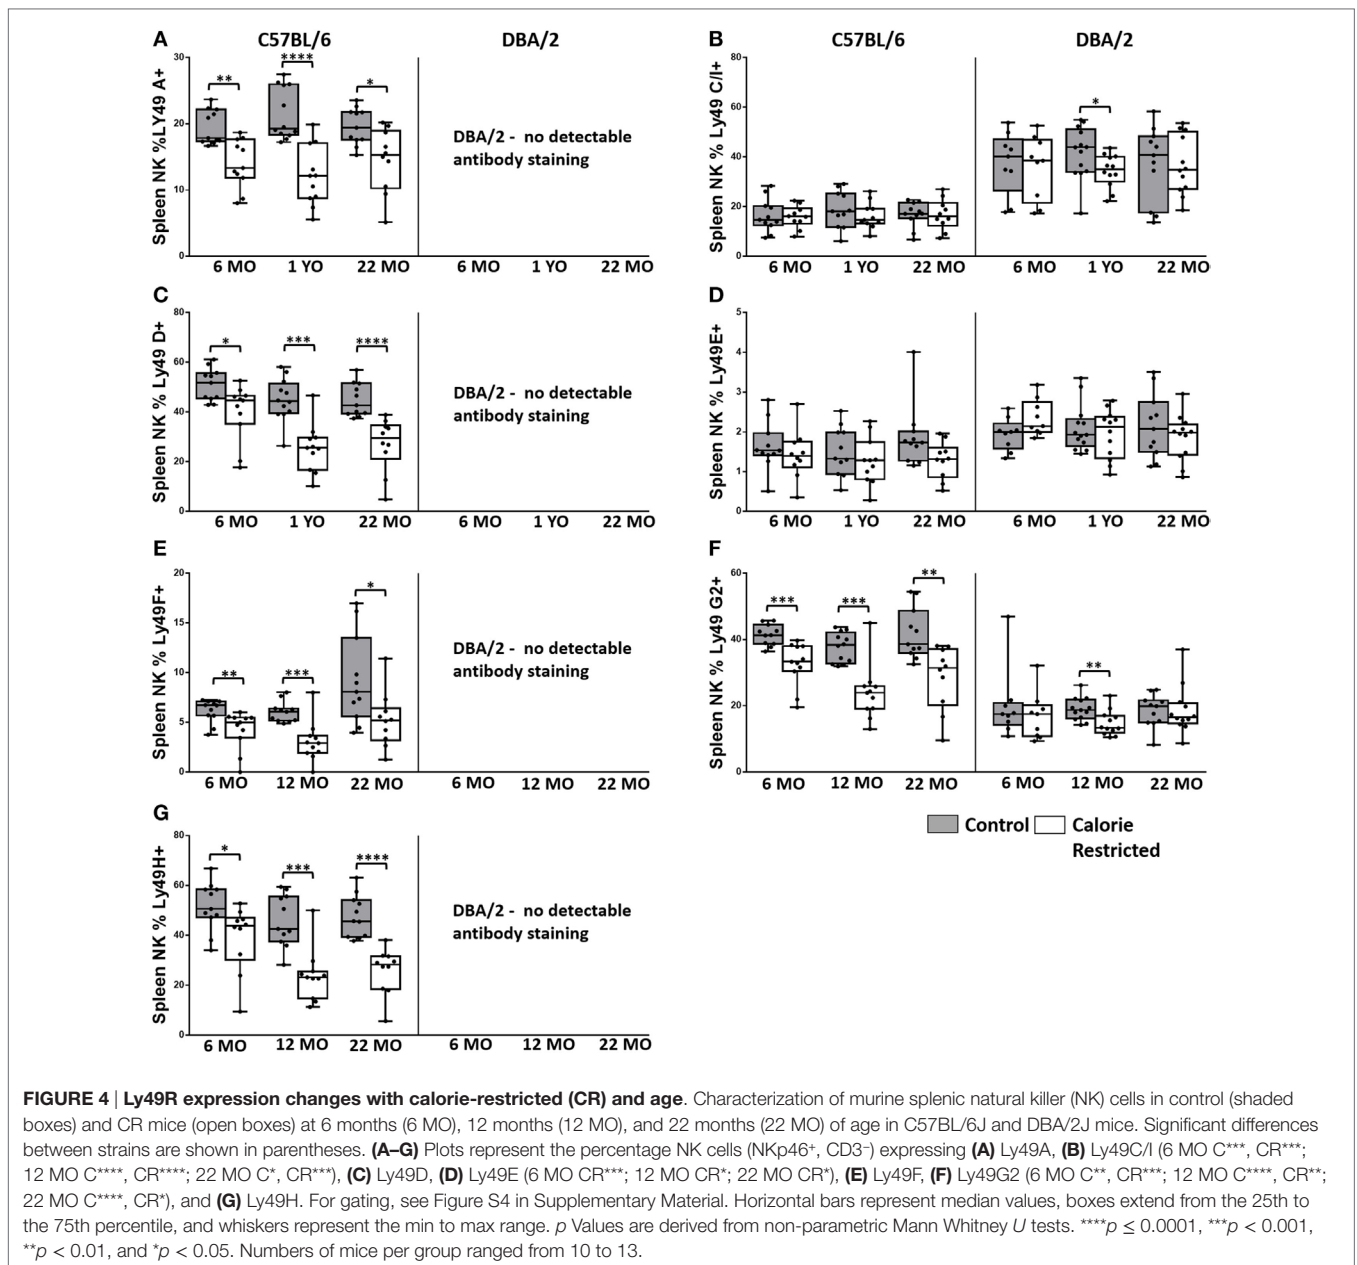 A
C57BL/6
DBA/2
Spleen NK %LY49 A+
30
20
10
0
**
****
*
DBA/2 - no detectable
antibody staining
6 MO 1 YO 22 MO
6 MO 1 YO 22 MO
B
C57BL/6
DBA/2
Spleen NK % Ly49 C/I+
80
60
40
20
0
*
6 MO 1 YO 22 MO
6 MO 1 YO 22 MO
C
Spleen NK % Ly49 D+
80
60
40
20
0
*
***
****
DBA/2 - no detectable
antibody staining
6 MO 1 YO 22 MO
6 MO 1 YO 22 MO
D
Spleen NK % Ly49E+
5
4
3
2
1
0
6 MO 1 YO 22 MO
6 MO 1 YO 22 MO
E
Spleen NK % Ly49F+
20
15
10
5
0
**
***
*
DBA/2 - no detectable
antibody staining
6 MO 12 MO 22 MO
6 MO 12 MO 22 MO
F
Spleen NK % Ly49 G2+
60
40
20
0
***
***
**
**
6 MO 12 MO 22 MO
6 MO 12 MO 22 MO
Control Calorie
Restricted
G
Spleen NK % Ly49H+
80
60
40
20
0
*
***
****
DBA/2 - no detectable
antibody staining
6 MO 12 MO 22 MO
6 MO 12 MO 22 MO
FIGURE 4 | Ly49R expression changes with calorie-restricted (CR) and age. Characterization of murine splenic natural killer (NK) cells in control (shaded
boxes) and CR mice (open boxes) at 6 months (6 MO), 12 months (12 MO), and 22 months (22 MO) of age in C57BL/6J and DBA/2J mice. Significant differences
between strains are shown in parentheses. (A–G) Plots represent the percentage NK cells (NKp46⁺, CD3⁻) expressing (A) Ly49A, (B) Ly49C/I (6 MO C***, CR***;
12 MO C****, CR****; 22 MO C*, CR***), (C) Ly49D, (D) Ly49E (6 MO CR***; 12 MO CR*; 22 MO CR*), (E) Ly49F, (F) Ly49G2 (6 MO C**, CR***; 12 MO C****, CR**;
22 MO C****, CR*), and (G) Ly49H. For gating, see Figure S4 in Supplementary Material. Horizontal bars represent median values, boxes extend from the 25th to
the 75th percentile, and whiskers represent the min to max range. p Values are derived from non-parametric Mann Whitney U tests. ****p ≤ 0.0001, ***p < 0.001,
**p < 0.01, and *p < 0.05. Numbers of mice per group ranged from 10 to 13.